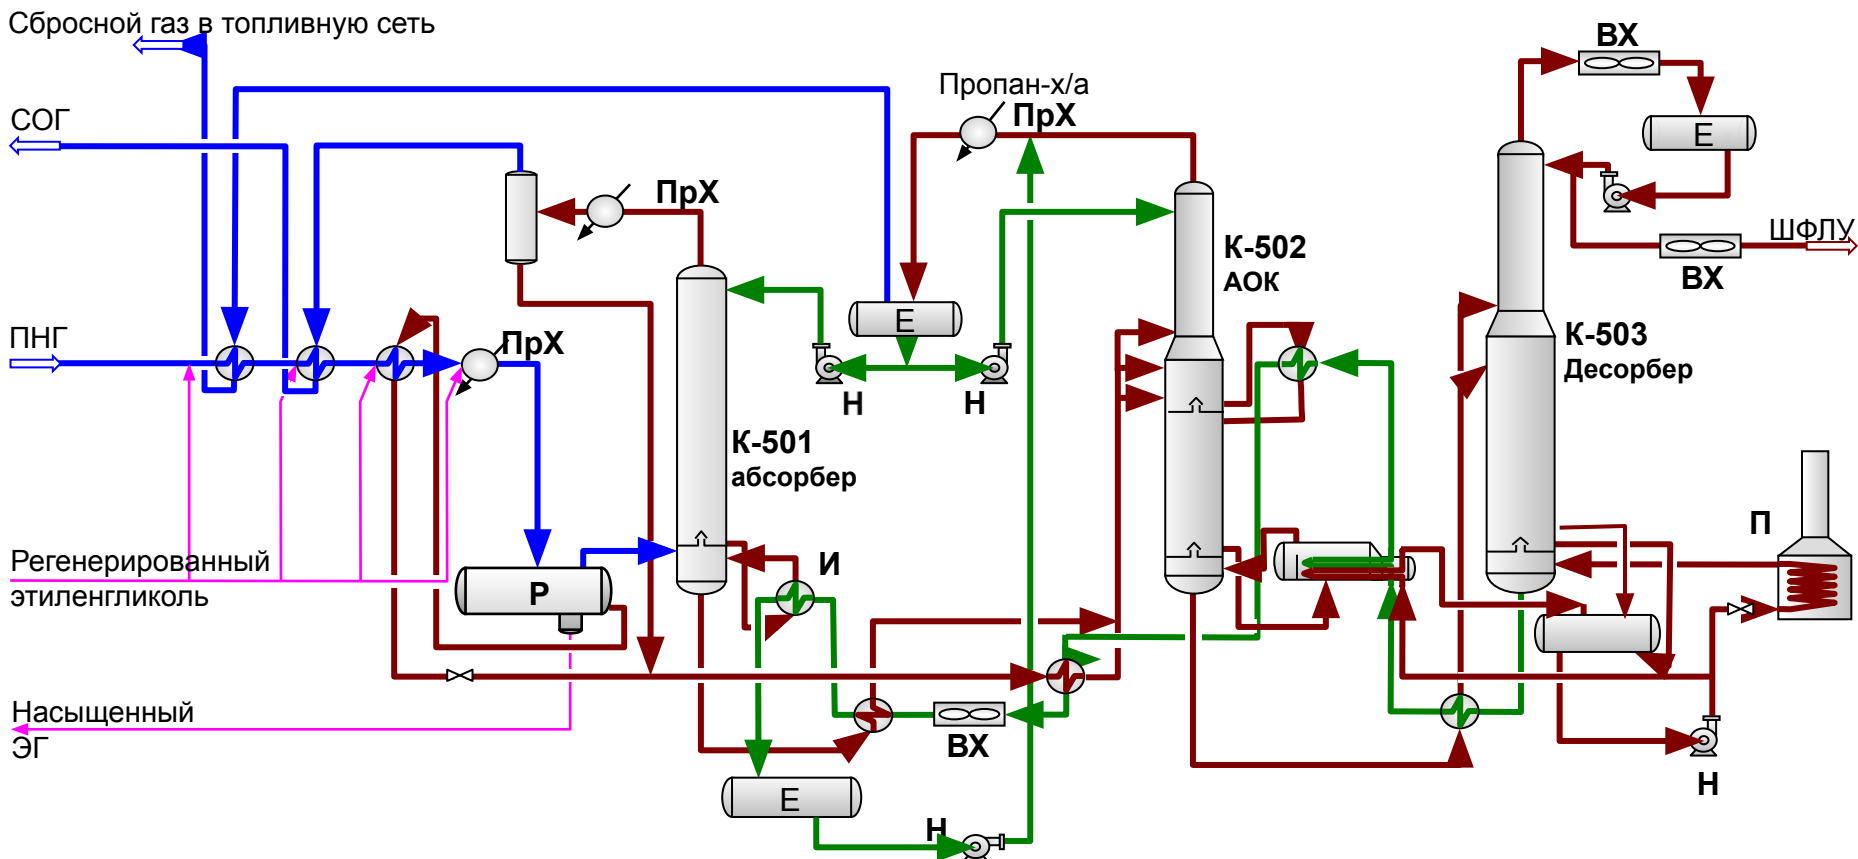 Сбросной газ в топливную сеть
ВХ
Пропан-х/а
ПрХ
СОГ
Е
ПрХ
ШФЛУ
К-502
АОК
ВХ
Е
ПНГ
ПрХ
К-503
Десорбер
Н
Н
К-501
абсорбер
П
Регенерированный
этиленгликоль
И
Р
Насыщенный
ЭГ
ВХ
Е
Н
Н